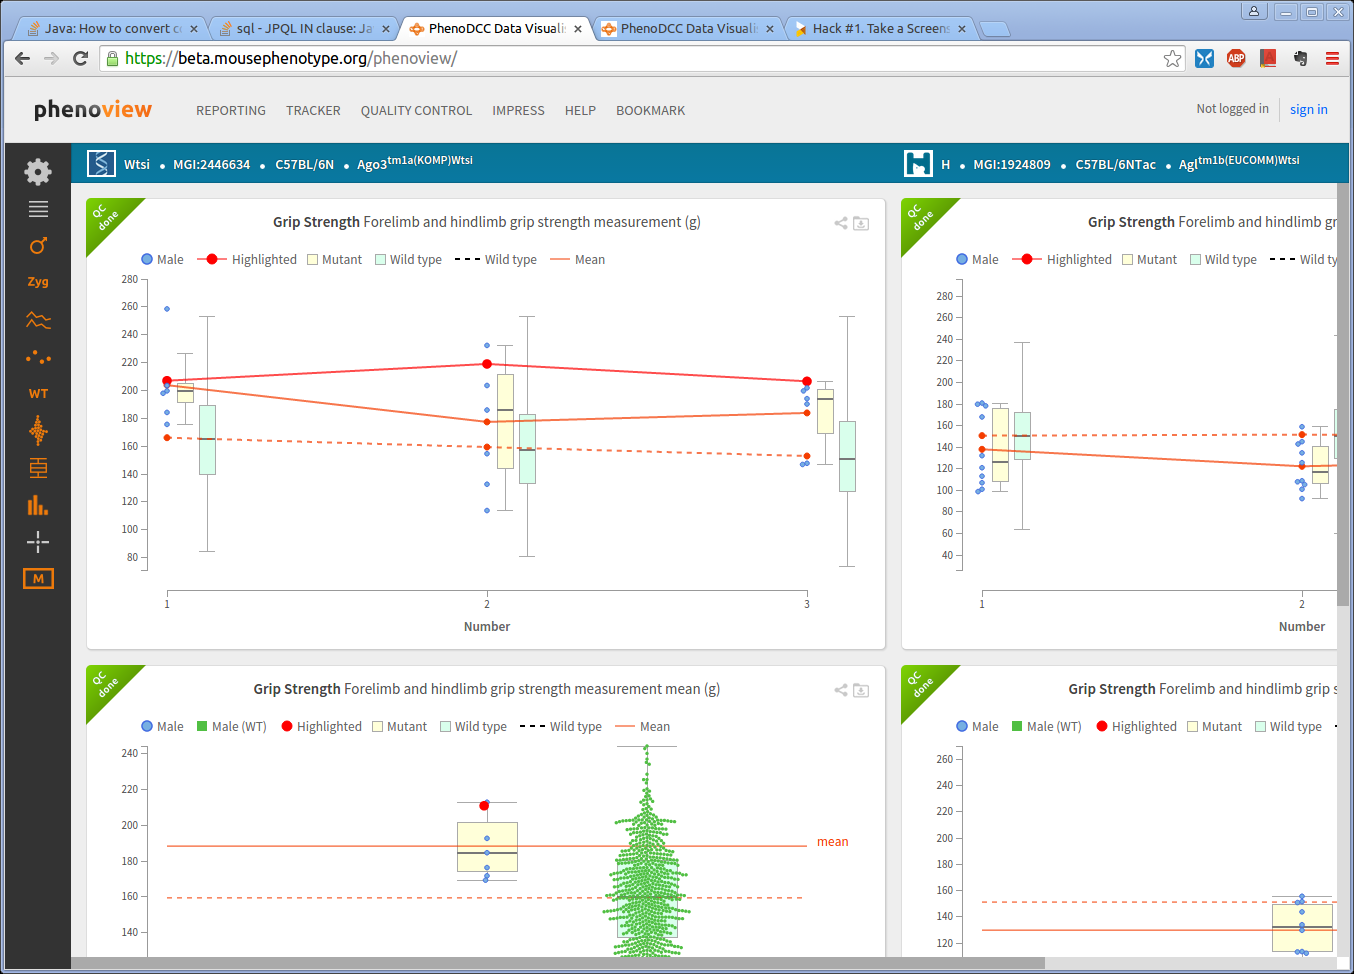 Java: How to convert c
sql - JPQL IN clause: Ja
PhenoDCC Data Visuali
PhenoDCC Data Visuali
Hack #1. Take a Screens
https://beta.mousephenotype.org/phenoview/
ABP
phenoview
REPORTING
TRACKER
QUALITY CONTROL
IMPRESS
HELP
BOOKMARK
Not logged in
sign in
Wtsi • MGI:2446634 • C57BL/6N • Ago3tm1a(KOMP)Wtsi
H • MGI:1924809 • C57BL/6NTac • Agltm1b(EUCOMM)Wtsi
Zyg
WT
M
QC done
Grip Strength Forelimb and hindlimb grip strength measurement (g)
Male Highlighted Mutant Wild type Wild type Mean
280
260
240
220
200
180
160
140
120
100
80
1 2 3
Number
QC done
Grip Strength Forelimb and hindlimb gr
Male Highlighted Mutant Wild type Wild ty
280
260
240
220
200
180
160
140
120
100
80
60
40
1 2
Number
QC done
Grip Strength Forelimb and hindlimb grip strength measurement mean (g)
Male Male (WT) Highlighted Mutant Wild type Wild type Mean
240
220
200
180
160
140
mean
QC done
Grip Strength Forelimb and hindlimb grip s
Male Male (WT) Highlighted Mutant Wild type
260
240
220
200
180
160
140
120